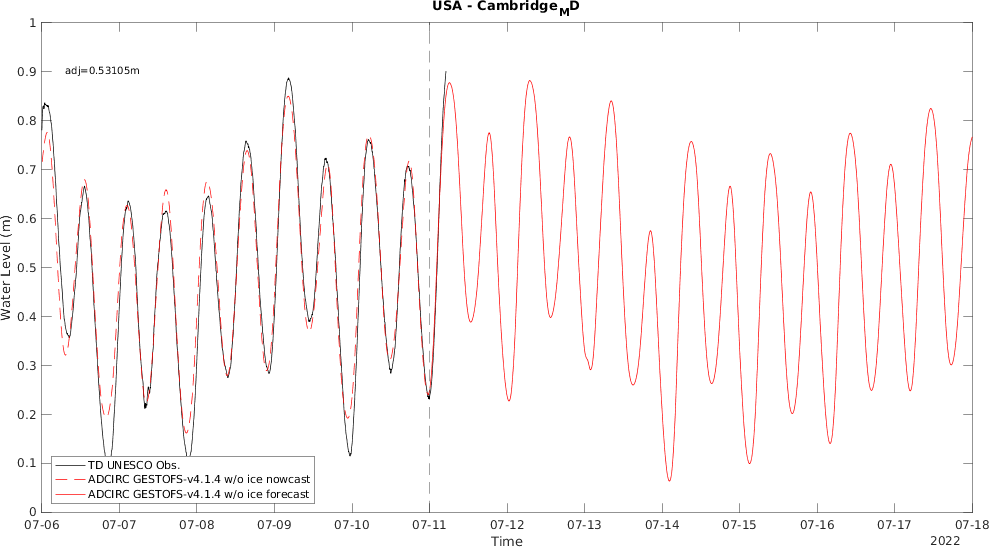 USA - Cambridge_MD
adj=0.53105m
Water Level (m)
1
0.9
0.8
0.7
0.6
0.5
0.4
0.3
0.2
0.1
0
TD UNESCO Obs.
ADCIRC GESTOFS-v4.1.4 w/o ice nowcast
ADCIRC GESTOFS-v4.1.4 w/o ice forecast
07-06 07-07 07-08 07-09 07-10 07-11 07-12 07-13 07-14 07-15 07-16 07-17 07-18
Time
2022